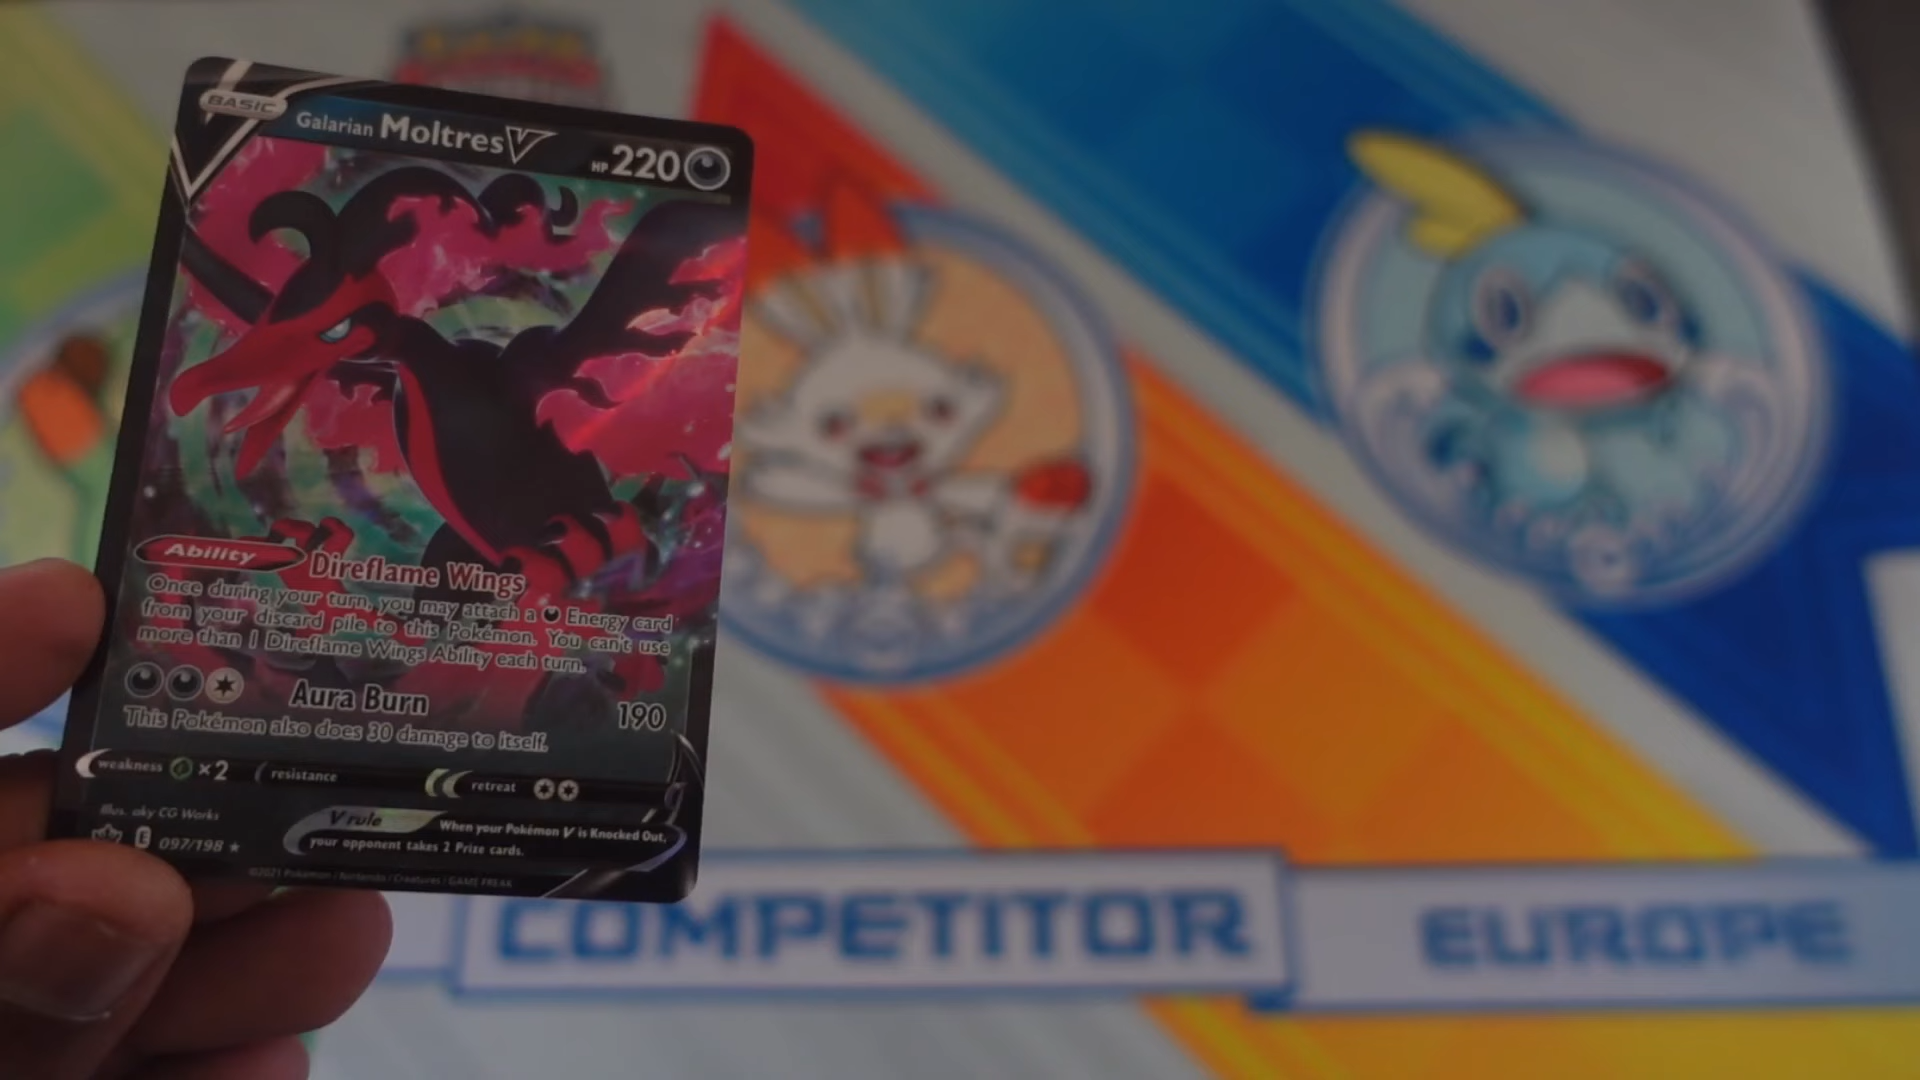 BASIC
Galarian Moltres V
HP 220
Ability Direflame Wings
Once during your turn, you may attach a Energy card
from your discard pile to this Pokémon. You can't use
more than 1 Direflame Wings Ability each turn.
Aura Burn 190
This Pokémon also does 30 damage to itself.
weakness ×2 resistance retreat
Illus. aky CG Works
V rule When your Pokémon V is Knocked Out,
your opponent takes 2 Prize cards.
E 097/198
©2021 Pokémon / Nintendo / Creatures / GAME FREAK
COMPETITOR EUROPE